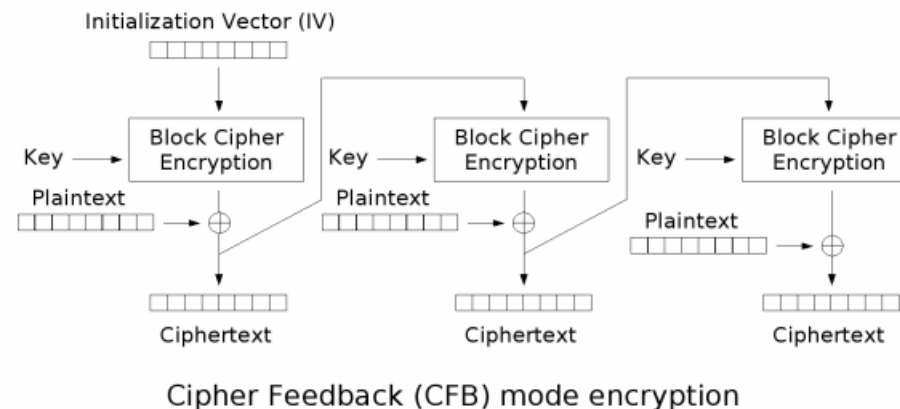 Initialization Vector (IV)
Block Cipher
Encryption
Block Cipher
Encryption
Block Cipher
Encryption
Key
Key
Key
Plaintext
Plaintext
Plaintext
Ciphertext
Ciphertext
Ciphertext
Cipher Feedback (CFB) mode encryption